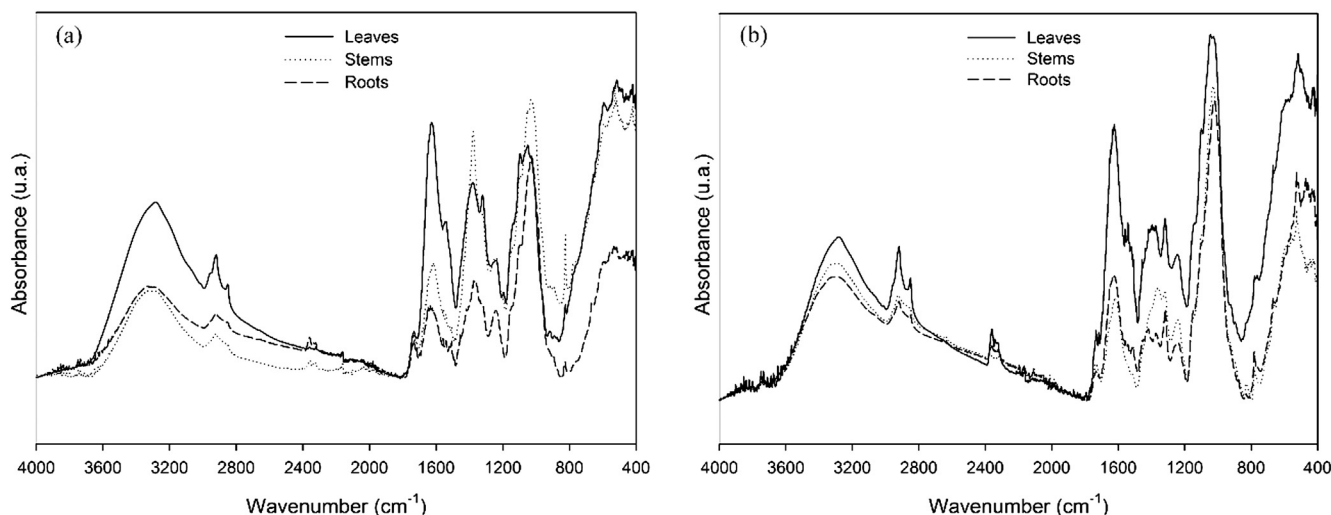 (a)
Leaves
Stems
Roots
Absorbance (u.a.)
4000 3600 3200 2800 2400 2000 1600 1200 800 400
Wavenumber (cm⁻¹)
(b)
Leaves
Stems
Roots
Absorbance (u.a.)
4000 3600 3200 2800 2400 2000 1600 1200 800 400
Wavenumber (cm⁻¹)